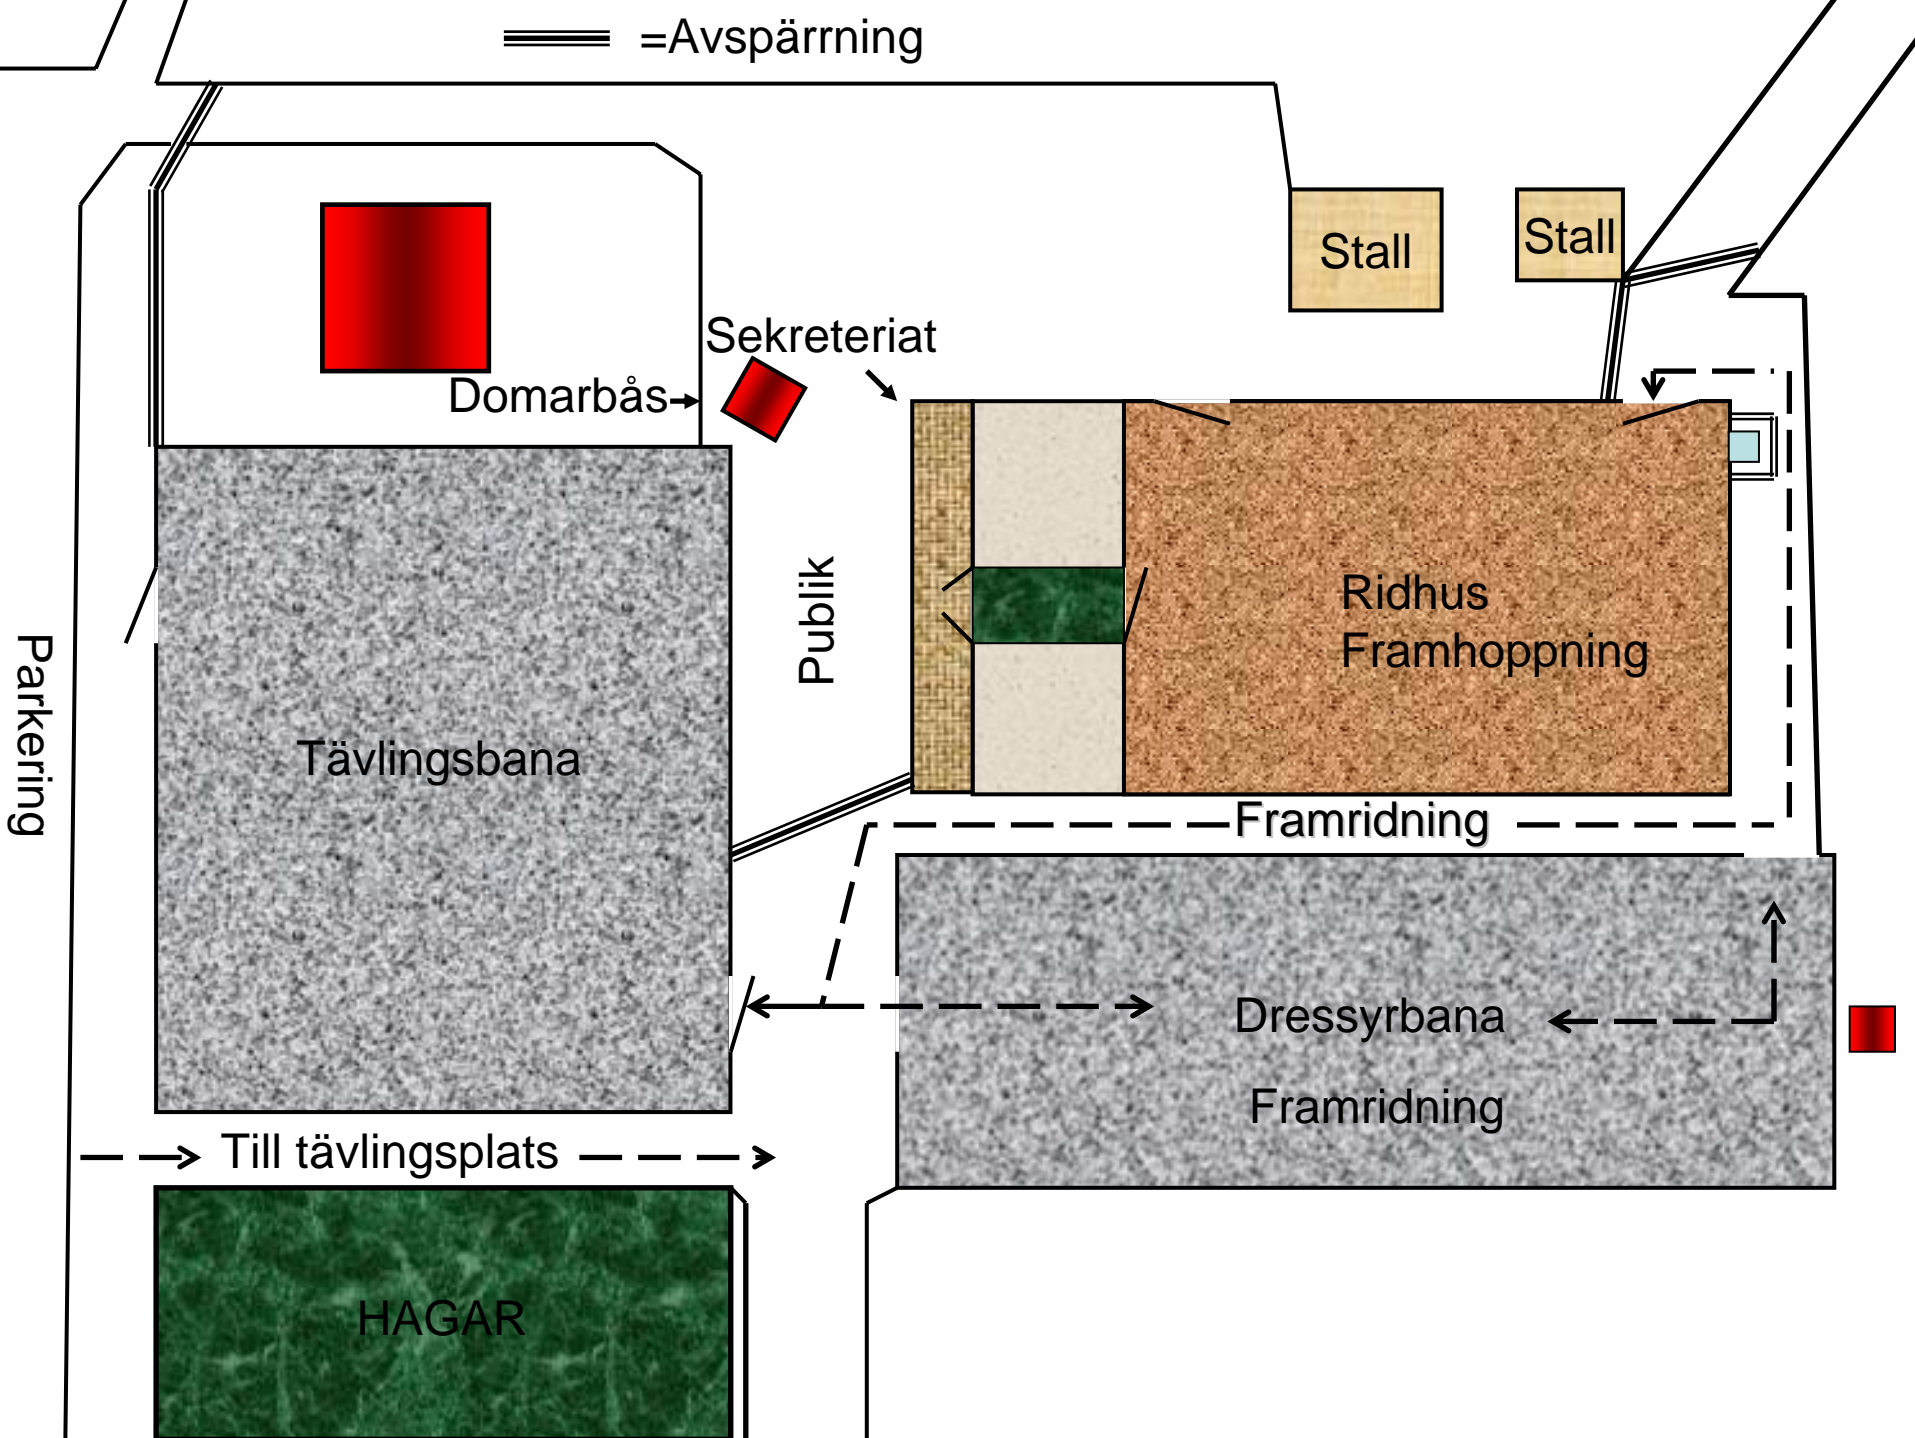 =Avspärrning
Stall
Stall
Sekreteriat
Domarbås
Publik
Ridhus
Framhoppning
Parkering
Tävlingsbana
Framridning
Dressyrbana
Framridning
Till tävlingsplats
HAGAR